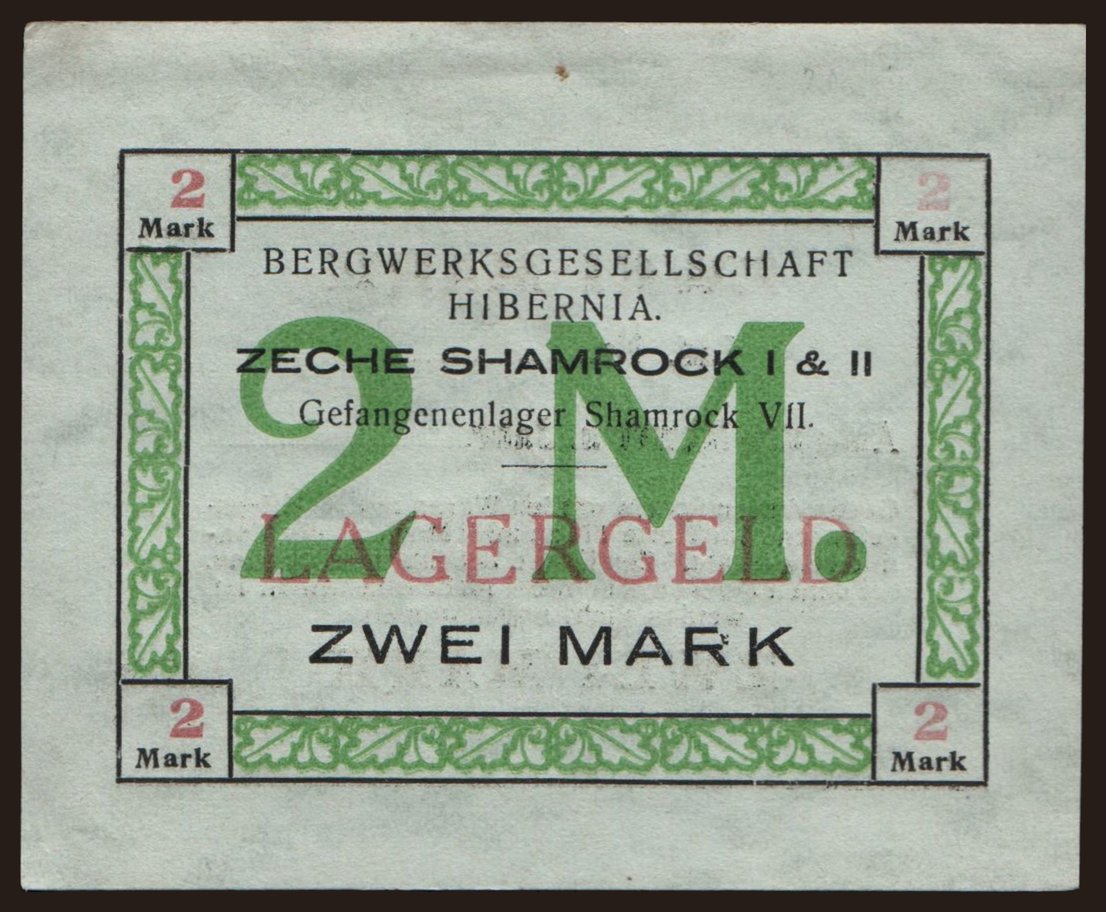 2
Mark
2
Mark
BERGWERKSGESELLSCHAFT
HIBERNIA.
ZECHE SHAMROCK I & II
2 M.
Gefangenenlager Shamrock VII.
LAGERGELD
ZWEI MARK
2
Mark
2
Mark